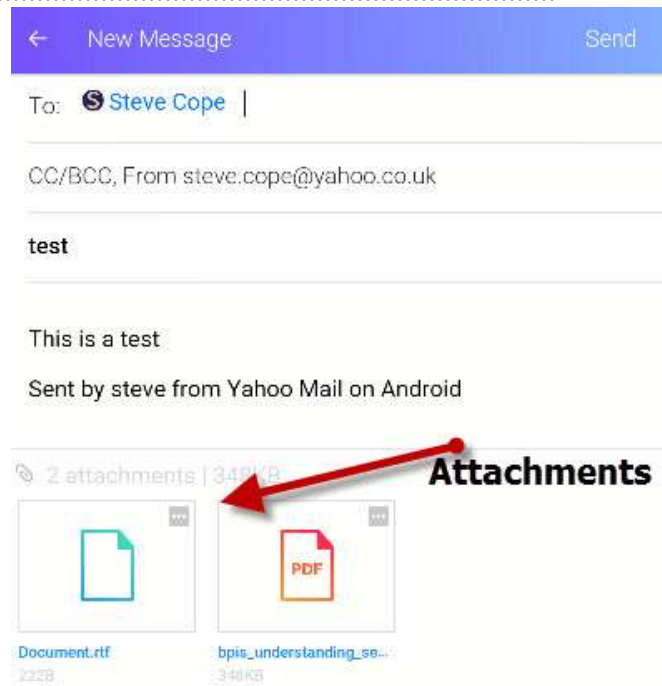 ← New Message Send
To: S Steve Cope
CC/BCC, From steve.cope@yahoo.co.uk
test
This is a test
Sent by steve from Yahoo Mail on Android
2 attachments | 348KB
Attachments
PDF
Document.rtf bpis_understanding_se...
222B 348KB